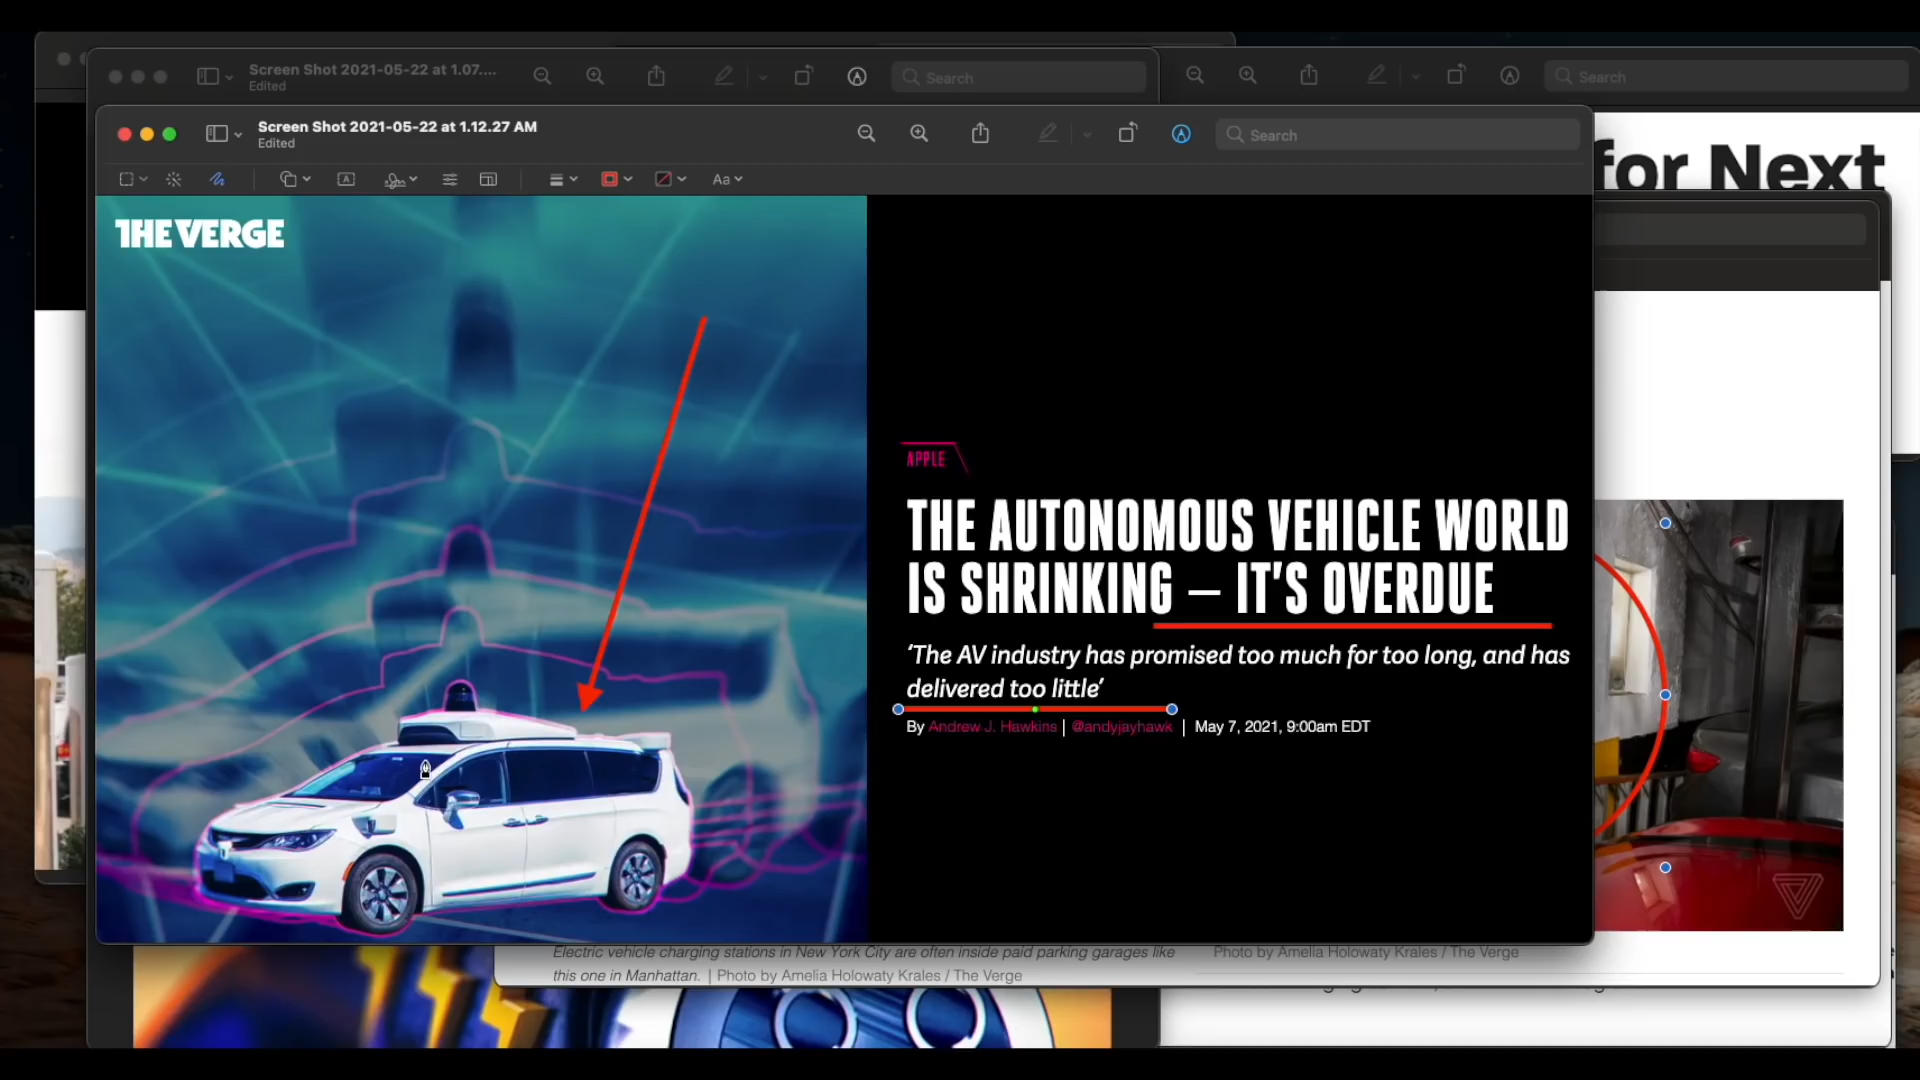 Screen Shot 2021-05-22 at 1.07....
Edited
Search
Search
Screen Shot 2021-05-22 at 1.12.27 AM
Edited
Search
for Next
Aa
THE VERGE
APPLE
THE AUTONOMOUS VEHICLE WORLD
IS SHRINKING – IT'S OVERDUE
‘The AV industry has promised too much for too long, and has
delivered too little’
By Andrew J. Hawkins | @andyjayhawk | May 7, 2021, 9:00am EDT
Electric vehicle charging stations in New York City are often inside paid parking garages like
this one in Manhattan. | Photo by Amelia Holowaty Krales / The Verge
Photo by Amelia Holowaty Krales / The Verge